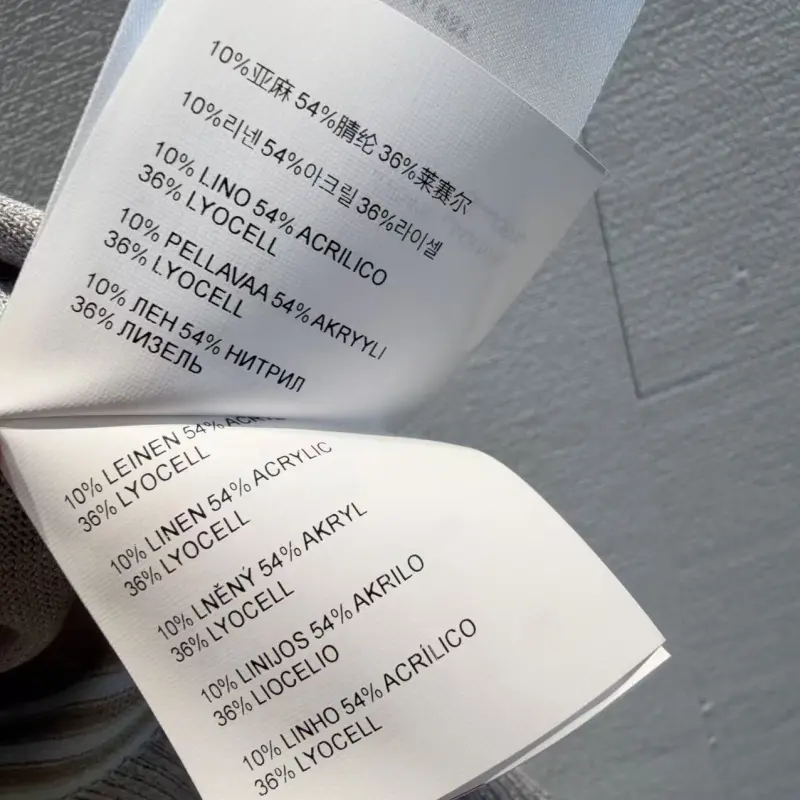 10%亚麻 54%腈纶 36%莱赛尔
10%리넨 54%아크릴 36%라이셀
10% LINO 54% ACRILICO
36% LYOCELL
10% PELLAVAA 54% AKRYYLI
36% LYOCELL
10% ЛЕН 54% НИТРИЛ
36% ЛИЗЕЛЬ
10% LEINEN 54%
36% LYOCELL
10% LINEN 54% ACRYLIC
36% LYOCELL
10% LNĚNÝ 54% AKRYL
36% LYOCELL
10% LINIJOS 54% AKRILO
36% LIOCELIO
10% LINHO 54% ACRÍLICO
36% LYOCELL